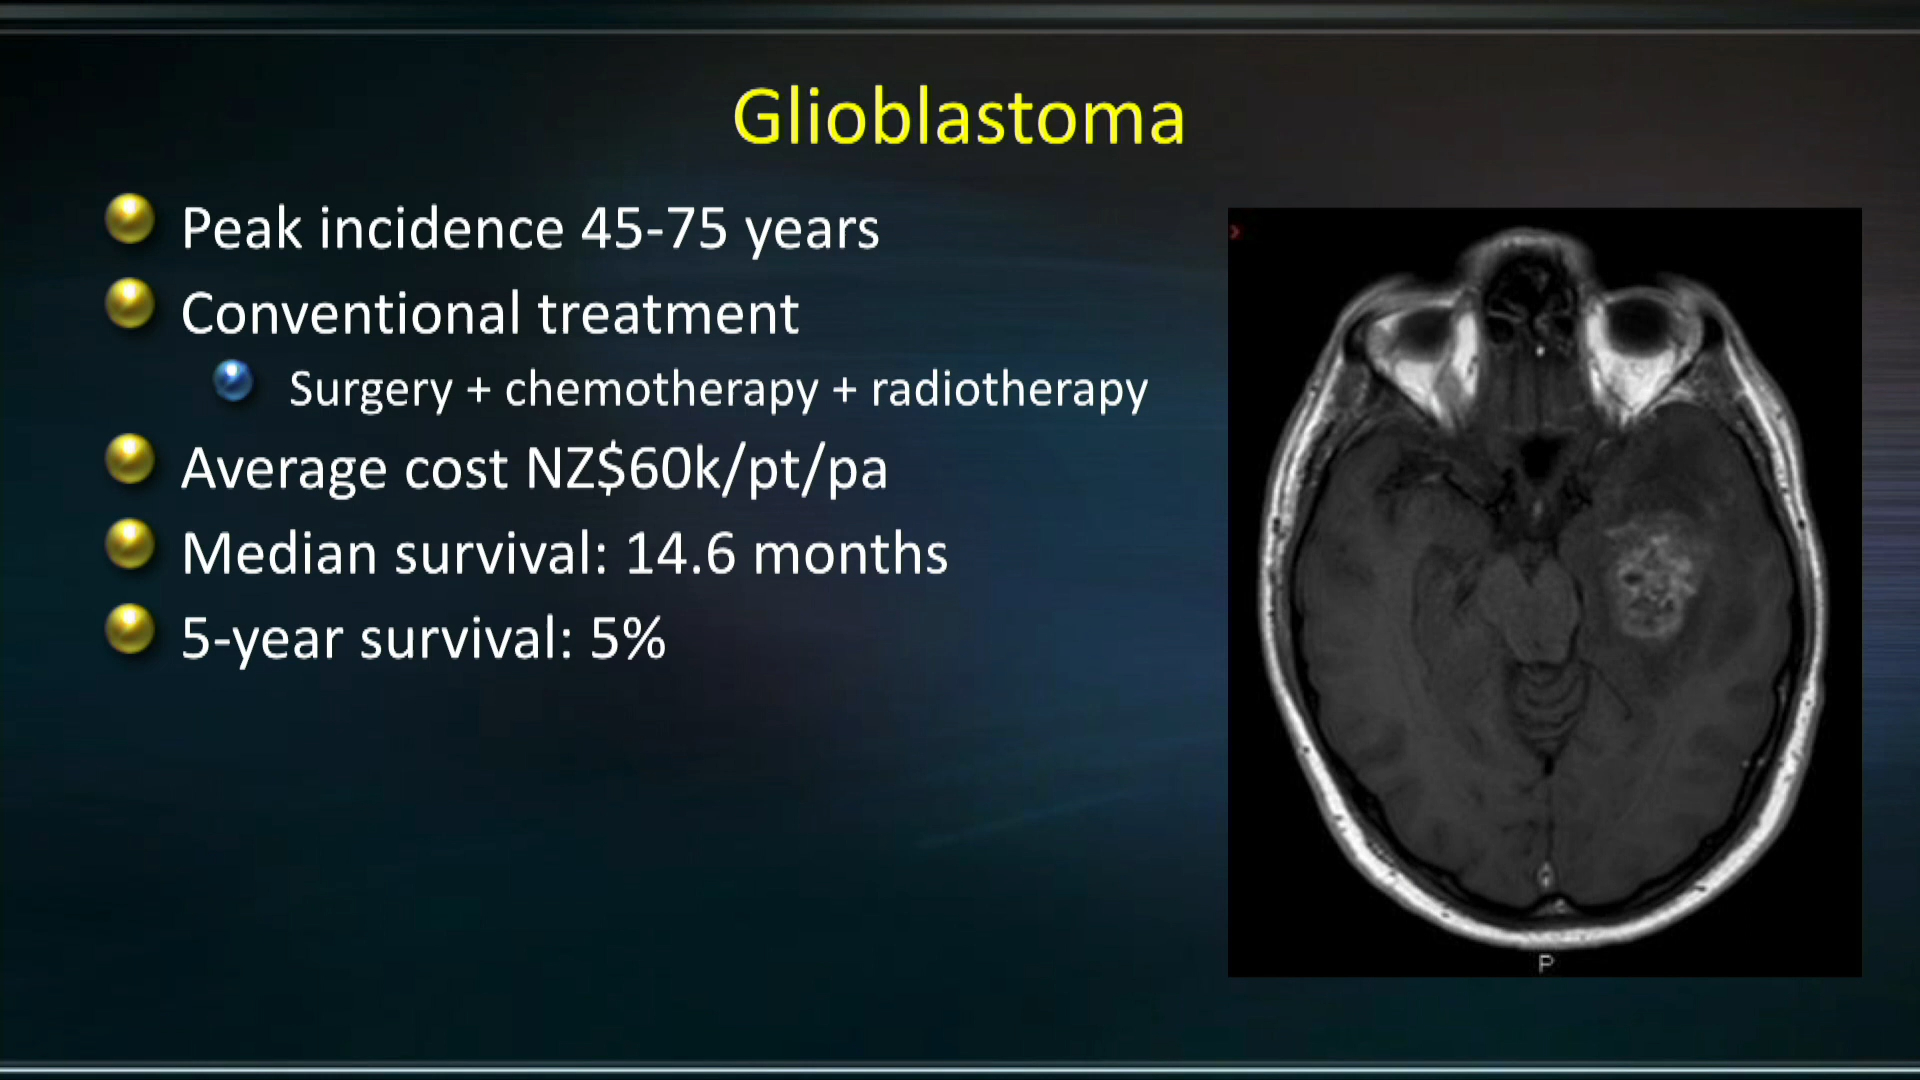 Glioblastoma
Peak incidence 45-75 years
Conventional treatment
Surgery + chemotherapy + radiotherapy
Average cost NZ$60k/pt/pa
Median survival: 14.6 months
5-year survival: 5%
P